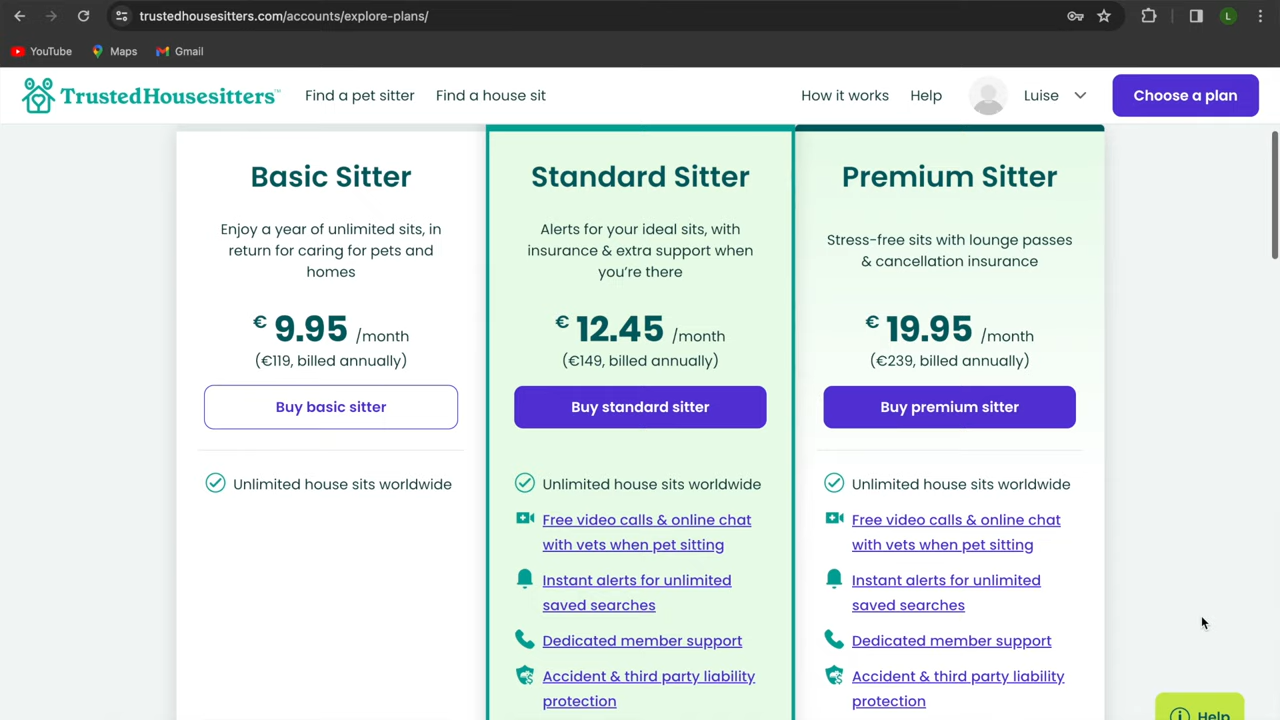 trustedhousesitters.com/accounts/explore-plans/
L
YouTube
Maps
Gmail
TrustedHousesitters™
Find a pet sitter
Find a house sit
How it works
Help
Luise
Choose a plan
Basic Sitter
Enjoy a year of unlimited sits, in
return for caring for pets and
homes
€ 9.95 /month
(€119, billed annually)
Buy basic sitter
Unlimited house sits worldwide
Standard Sitter
Alerts for your ideal sits, with
insurance & extra support when
you’re there
€ 12.45 /month
(€149, billed annually)
Buy standard sitter
Unlimited house sits worldwide
Free video calls & online chat
with vets when pet sitting
Instant alerts for unlimited
saved searches
Dedicated member support
Accident & third party liability
protection
Premium Sitter
Stress-free sits with lounge passes
& cancellation insurance
€ 19.95 /month
(€239, billed annually)
Buy premium sitter
Unlimited house sits worldwide
Free video calls & online chat
with vets when pet sitting
Instant alerts for unlimited
saved searches
Dedicated member support
Accident & third party liability
protection
Help